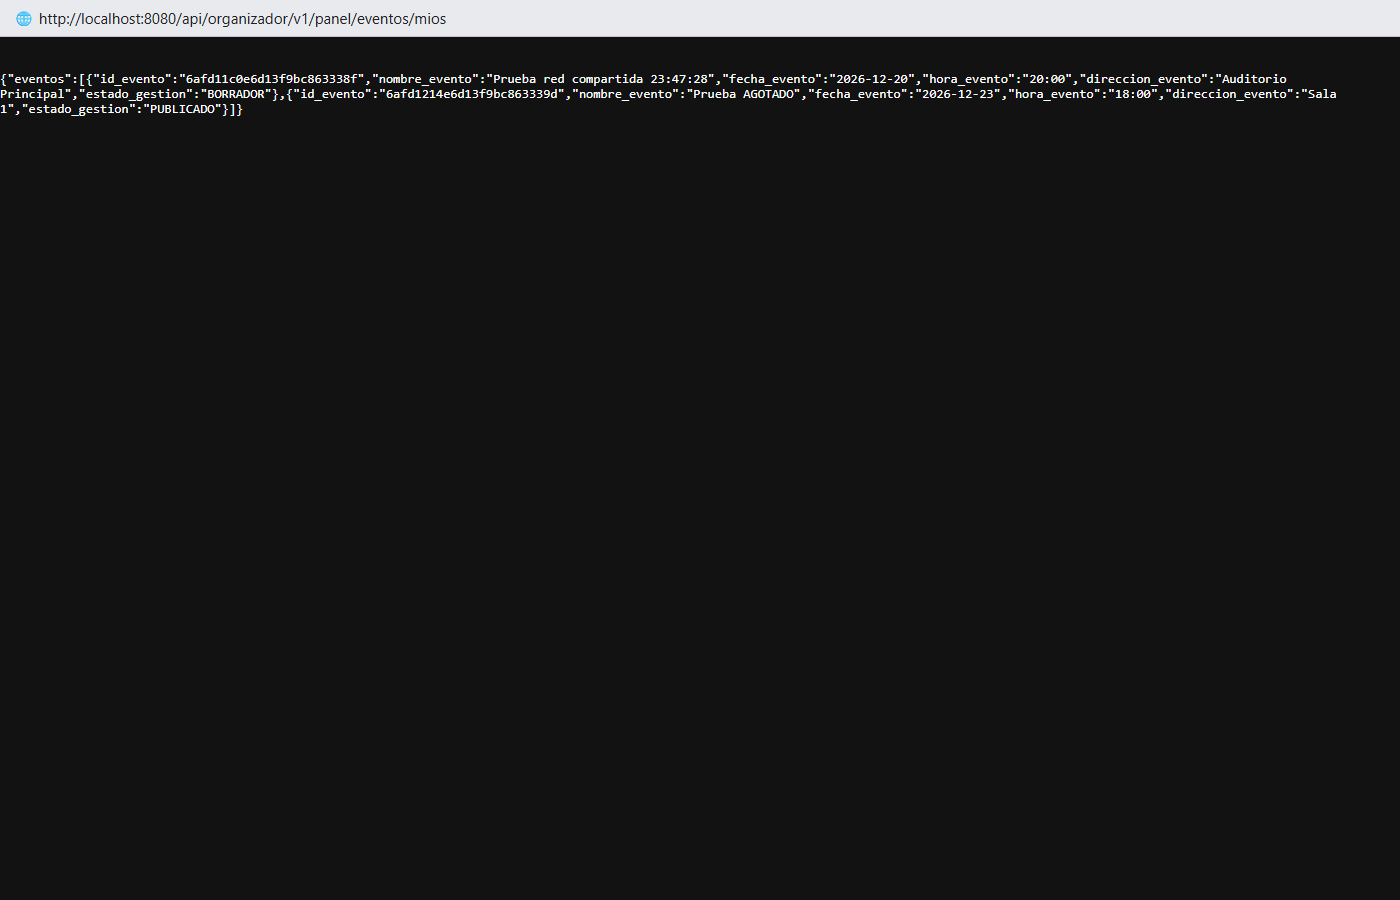 http://localhost:8080/api/organizador/v1/panel/eventos/mios
{"eventos":[{"id_evento":"6afd11c0e6d13f9bc863338f","nombre_evento":"Prueba red compartida 23:47:28","fecha_evento":"2026-12-20","hora_evento":"20:00","direccion_evento":"Auditorio
Principal","estado_gestion":"BORRADOR"},{"id_evento":"6afd1214e6d13f9bc863339d","nombre_evento":"Prueba AGOTADO","fecha_evento":"2026-12-23","hora_evento":"18:00","direccion_evento":"Sala
1","estado_gestion":"PUBLICADO"}]}